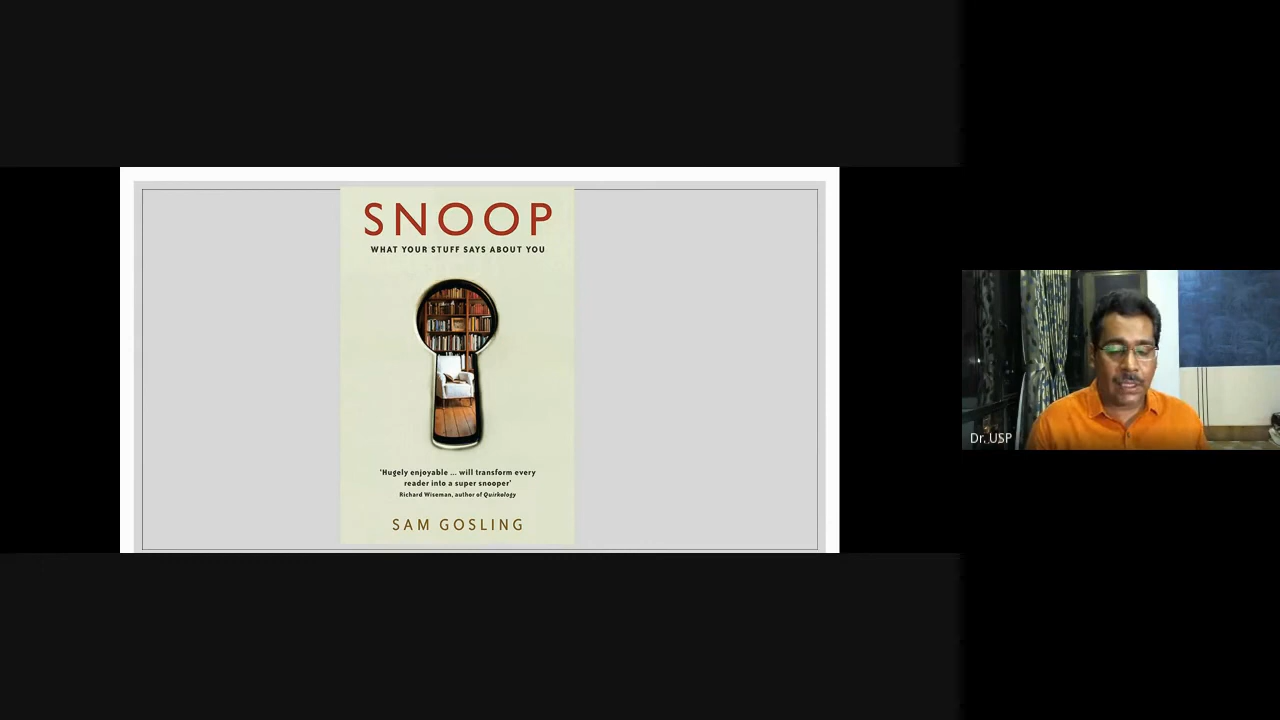 SNOOP
WHAT YOUR STUFF SAYS ABOUT YOU
'Hugely enjoyable ... will transform every
reader into a super snooper'
Richard Wiseman, author of Quirkology
SAM GOSLING
Dr. USP